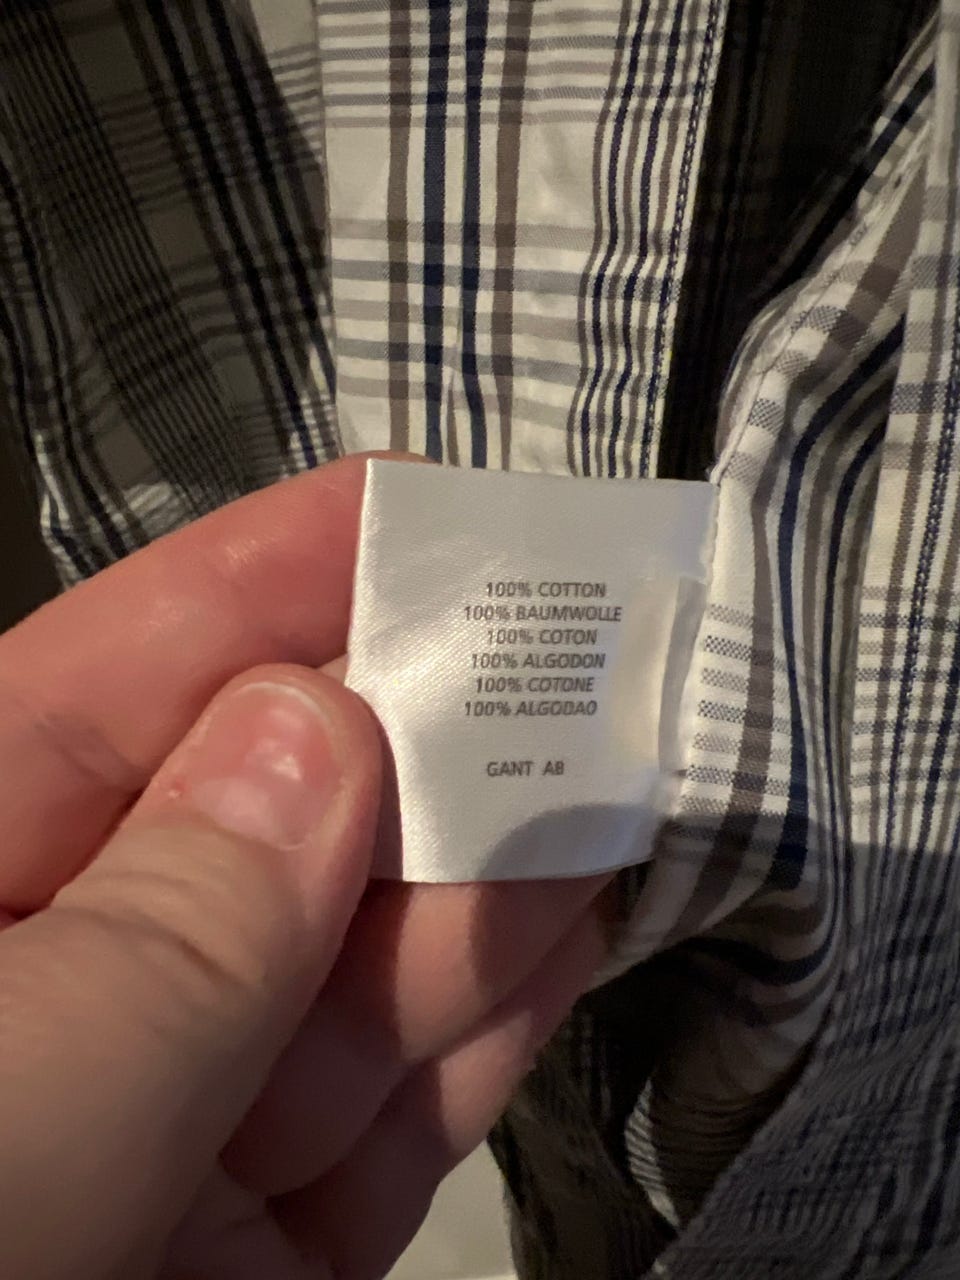 100% COTTON
100% BAUMWOLLE
100% COTON
100% ALGODON
100% COTONE
100% ALGODAO
GANT AB